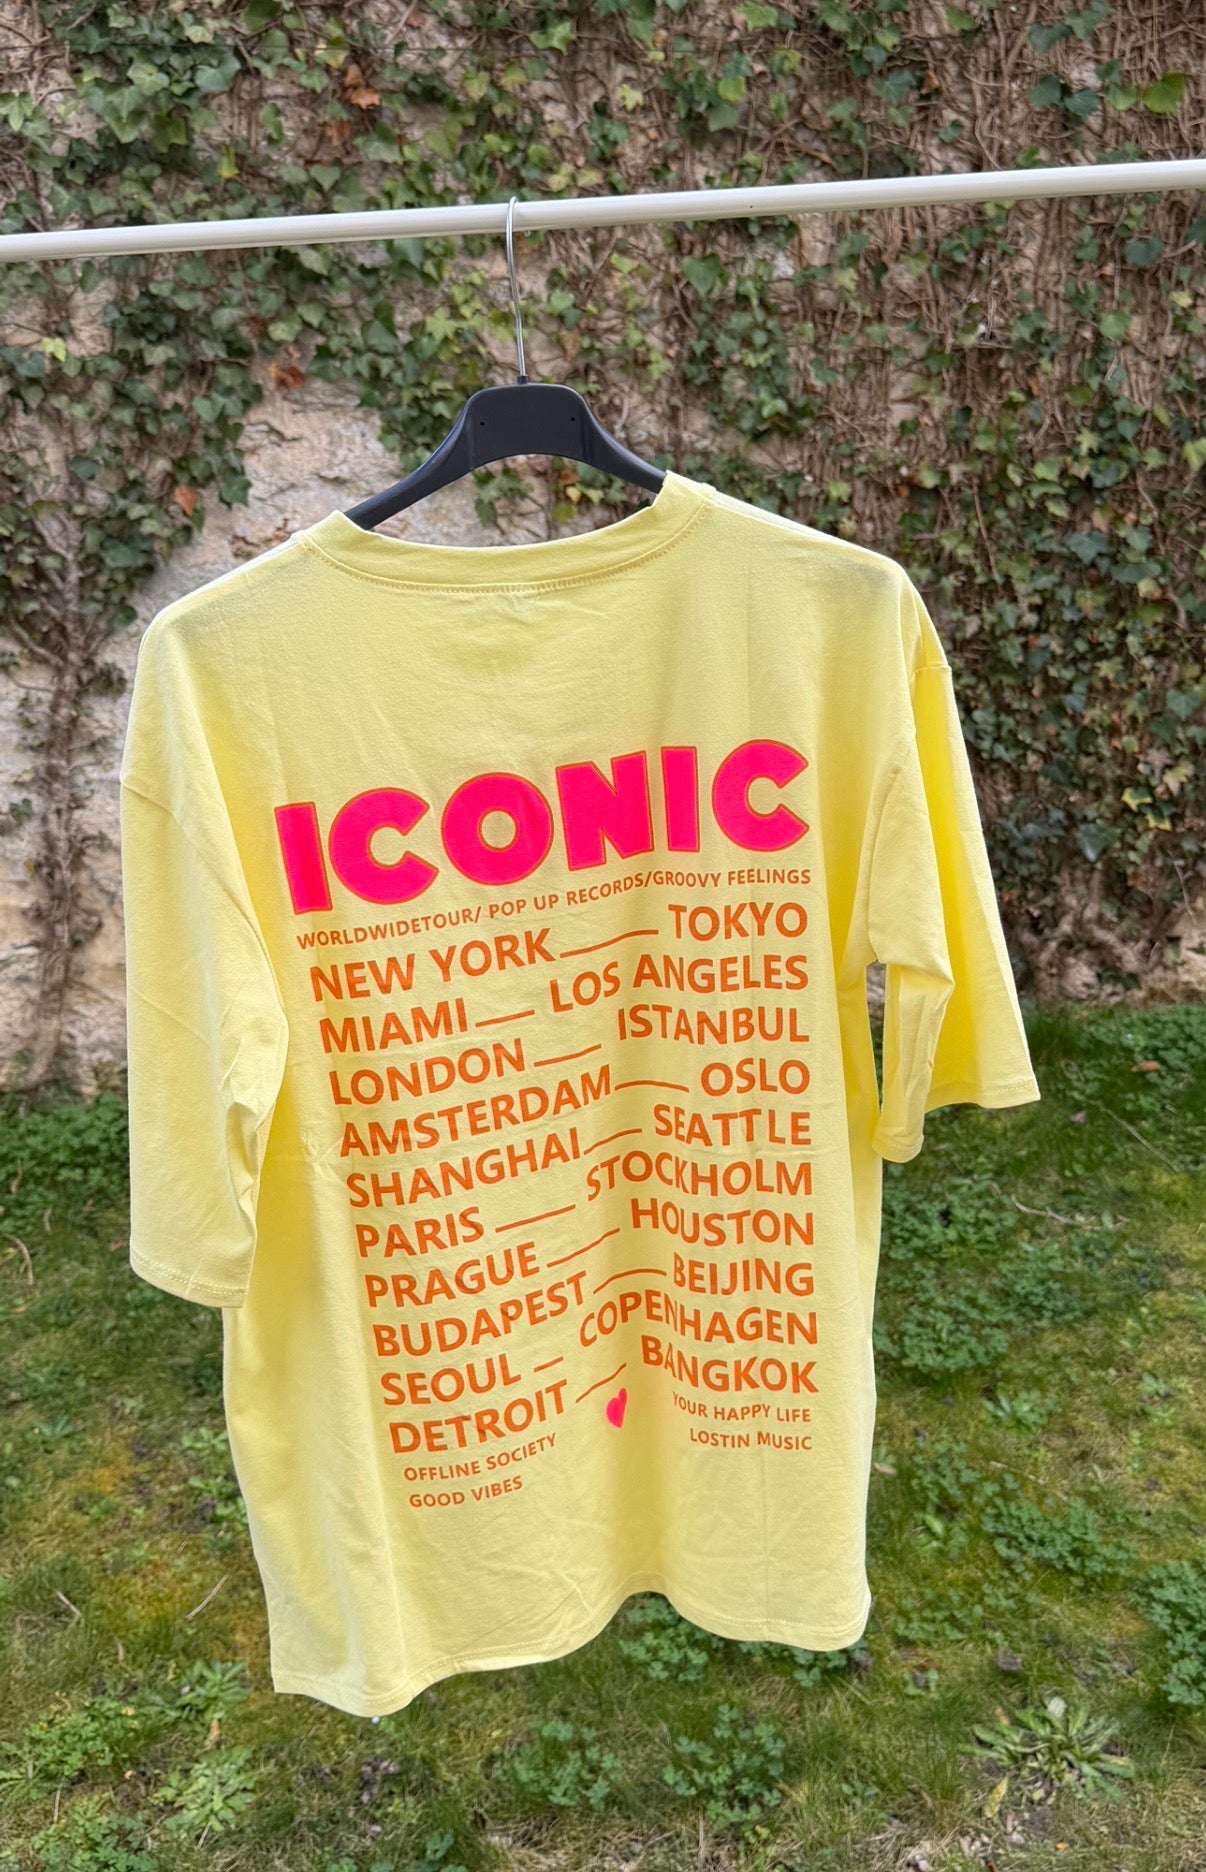 ICONIC
WORLDWIDETOUR/ POP UP RECORDS/GROOVY FEELINGS
NEW YORK TOKYO
MIAMI LOS ANGELES
LONDON ISTANBUL
AMSTERDAM OSLO
SHANGHAI SEATTLE
PARIS STOCKHOLM
PRAGUE HOUSTON
BUDAPEST BEIJING
SEOUL COPENHAGEN
DETROIT BANGKOK
OFFLINE SOCIETY YOUR HAPPY LIFE
GOOD VIBES LOSTIN MUSIC